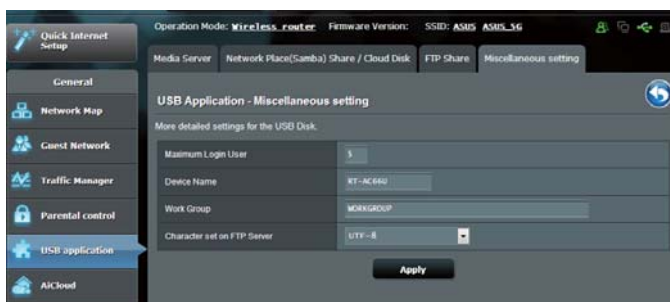 Quick Internet
Setup
Operation Mode: Wireless router Firmware Version: SSID: ASUS ASUS_5G
Media Server Network Place(Samba) Share / Cloud Disk FTP Share Miscellaneous setting
General
Network Map
Guest Network
Traffic Manager
Parental control
USB application
AiCloud
USB Application - Miscellaneous setting
More detailed settings for the USB Disk.
Maximum Login User 5
Device Name RT-AC66U
Work Group WORKGROUP
Character set on FTP Server UTF-8
Apply